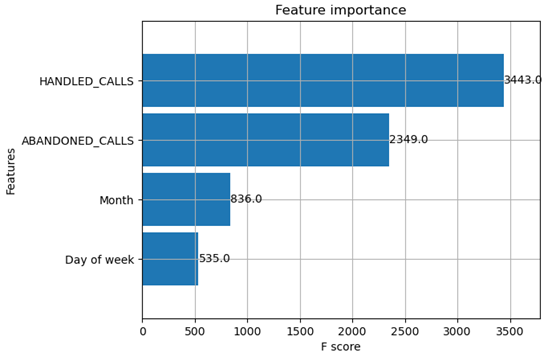 Feature importance
HANDLED_CALLS
3443.0
ABANDONED_CALLS
2349.0
Month
836.0
Day of week
535.0
Features
0 500 1000 1500 2000 2500 3000 3500
F score